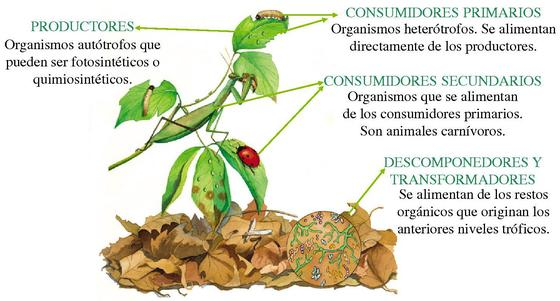 PRODUCTORES
Organismos autótrofos que
pueden ser fotosintéticos o
quimiosintéticos.
CONSUMIDORES PRIMARIOS
Organismos heterótrofos. Se alimentan
directamente de los productores.
CONSUMIDORES SECUNDARIOS
Organismos que se alimentan
de los consumidores primarios.
Son animales carnívoros.
DESCOMPONEDORES Y
TRANSFORMADORES
Se alimentan de los restos
orgánicos que originan los
anteriores niveles tróficos.